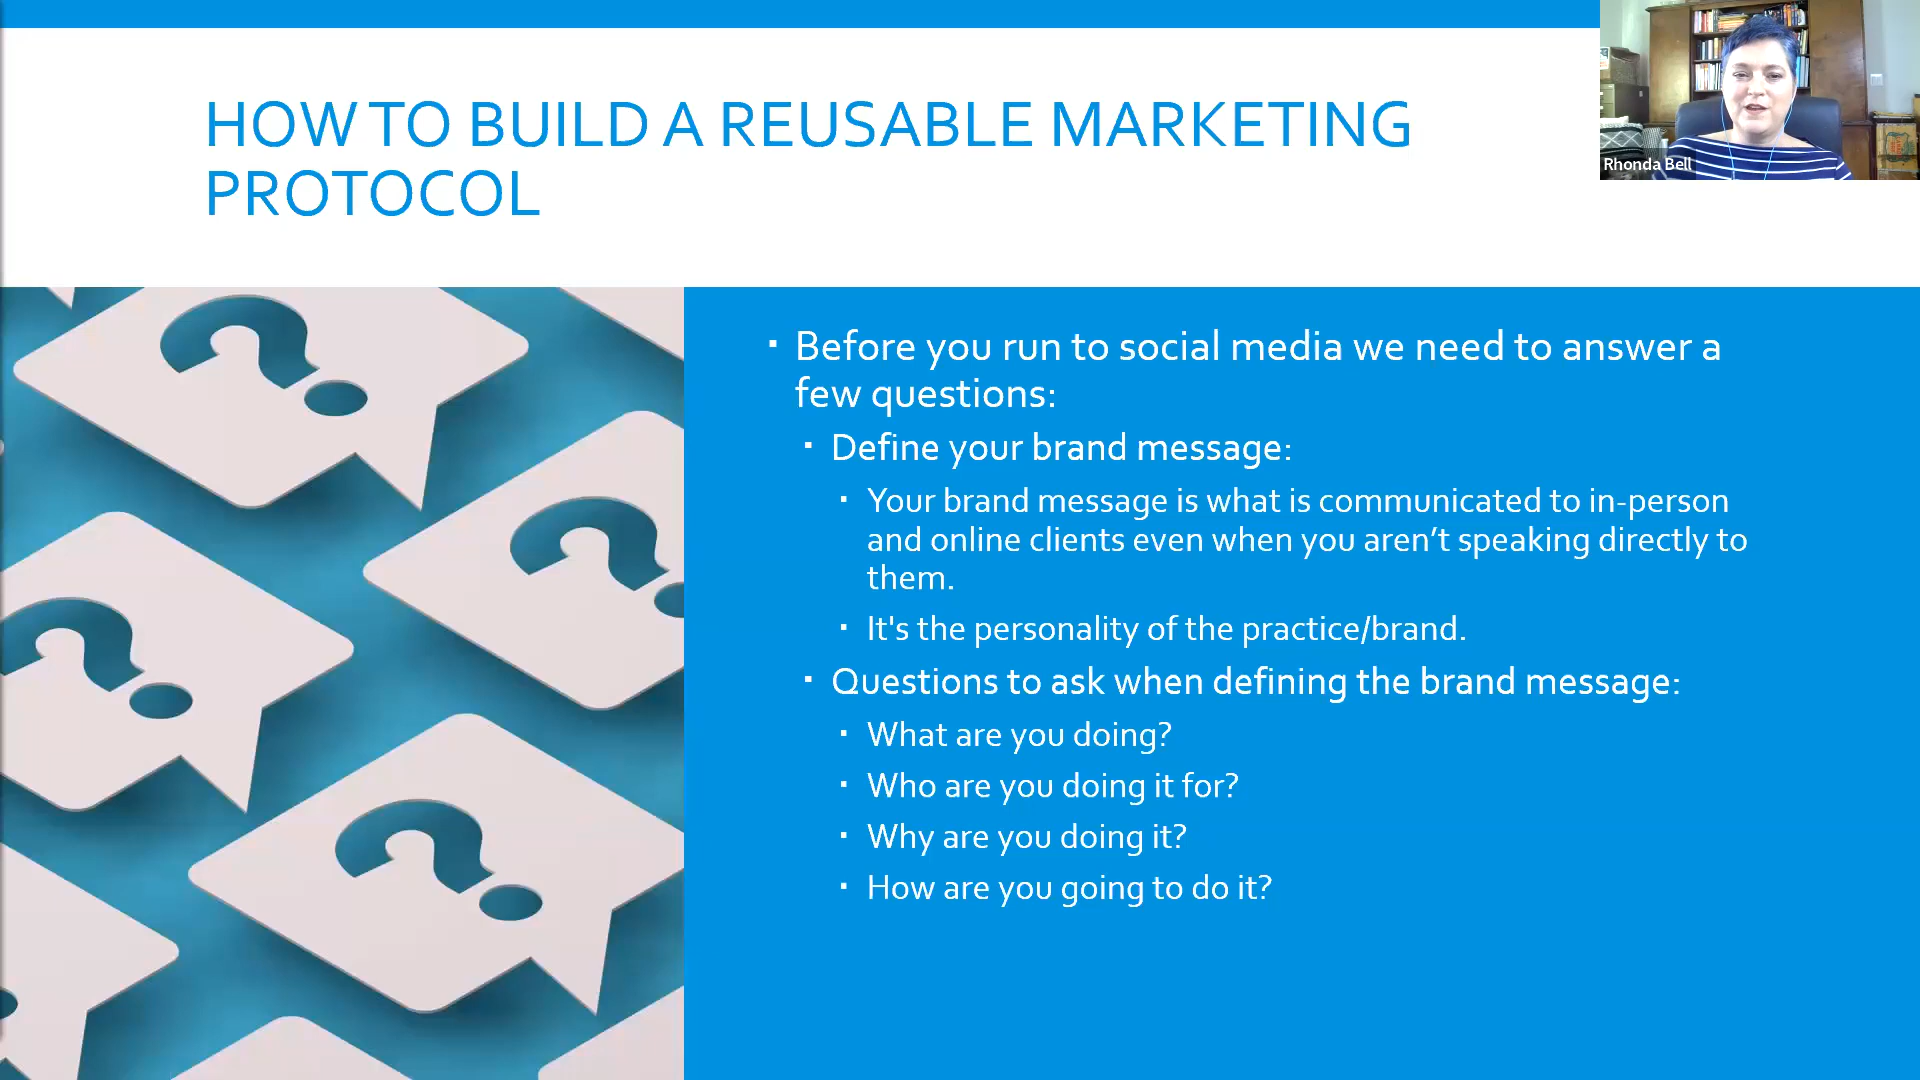 HOW TO BUILD A REUSABLE MARKETING
PROTOCOL
Rhonda Bell
▪ Before you run to social media we need to answer a
few questions:
▪ Define your brand message:
▪ Your brand message is what is communicated to in-person
and online clients even when you aren’t speaking directly to
them.
▪ It's the personality of the practice/brand.
▪ Questions to ask when defining the brand message:
▪ What are you doing?
▪ Who are you doing it for?
▪ Why are you doing it?
▪ How are you going to do it?